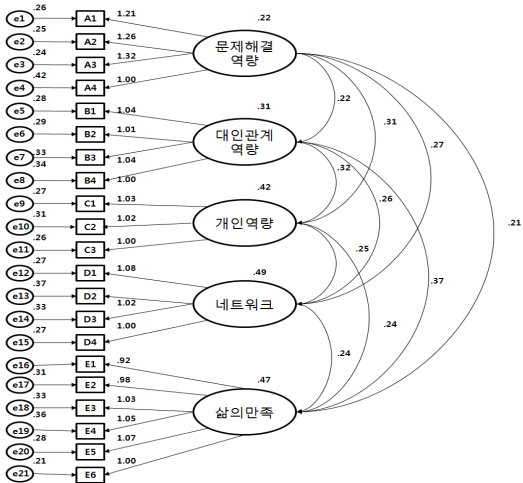 .26
e1 A1 1.21 .22
.25
e2 A2 1.26
.24
e3 A3 1.32
문제해결
역량
.42
e4 A4 1.00
.28
e5 B1 1.04 .31 .22
.29
e6 B2 1.01 .31
대인관계
역량
.33
e7 B3 1.04 .27
.34
e8 B4 1.00 .32
.27
e9 C1 1.03 .42 .26
.31
e10 C2 1.02 개인역량 .21
.26
e11 C3 1.00 .25
.27
e12 D1 1.08 .49 .37
.37
e13 D2
.33
e14 D3 1.02 네트워크
.27
e15 D4 1.00 .24
e16 E1 .92 .24
.31
e17 E2 .98 .47
.33
e18 E3 1.03
삶의만족
.36
e19 E4 1.05
.28
e20 E5 1.07
.21
e21 E6 1.00